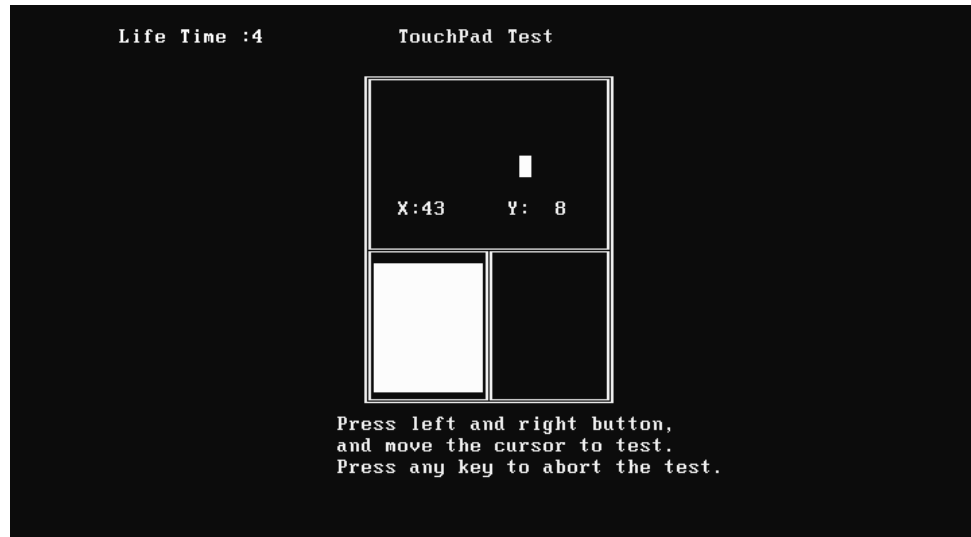 Life Time :4 TouchPad Test
X:43 Y: 8
Press left and right button,
and move the cursor to test.
Press any key to abort the test.